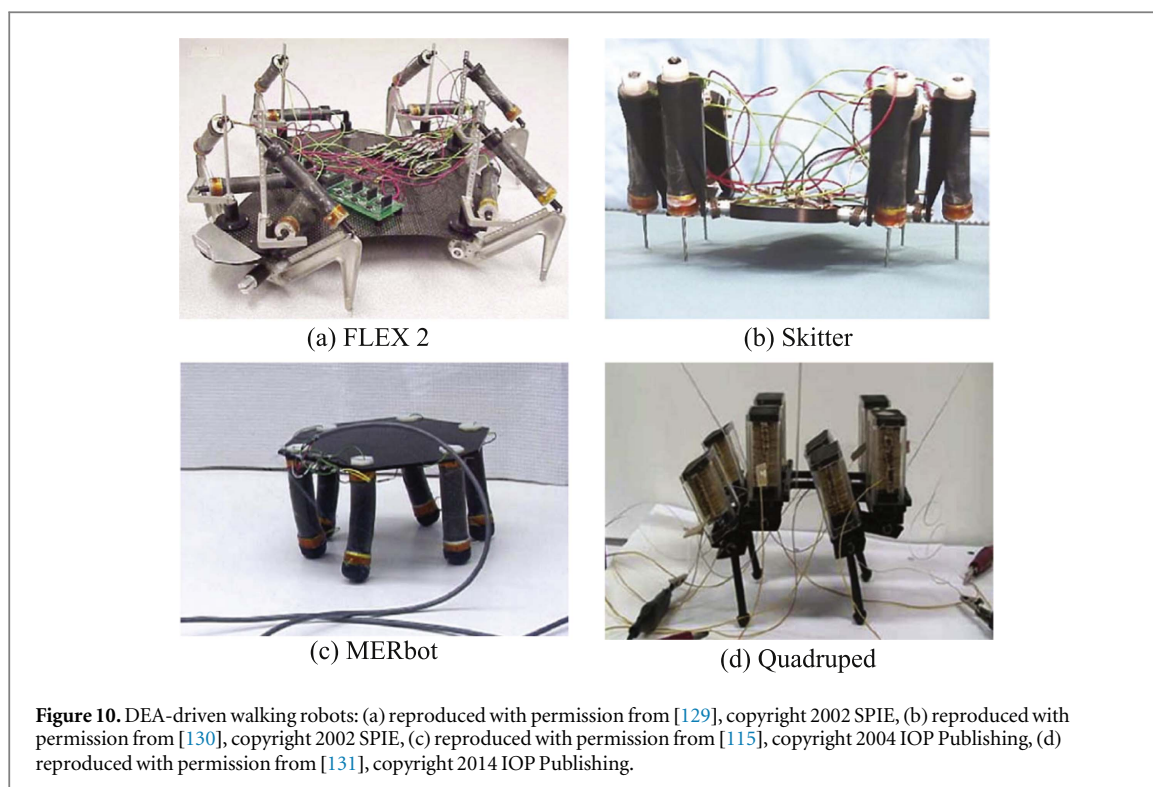 (a) FLEX 2
(b) Skitter
(c) MERbot
(d) Quadruped
Figure 10. DEA-driven walking robots: (a) reproduced with permission from [129], copyright 2002 SPIE, (b) reproduced with
permission from [130], copyright 2002 SPIE, (c) reproduced with permission from [115], copyright 2004 IOP Publishing, (d)
reproduced with permission from [131], copyright 2014 IOP Publishing.